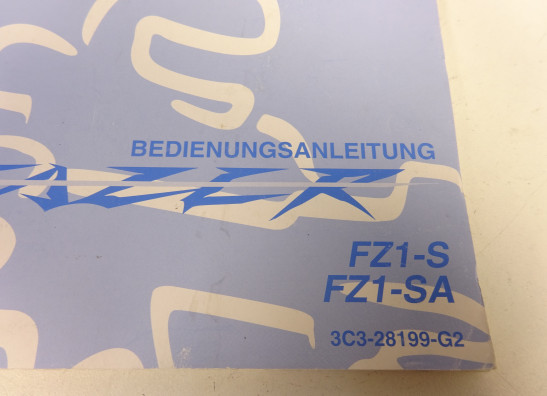 BEDIENUNGSANLEITUNG
FZ1-S
FZ1-SA
3C3-28199-G2